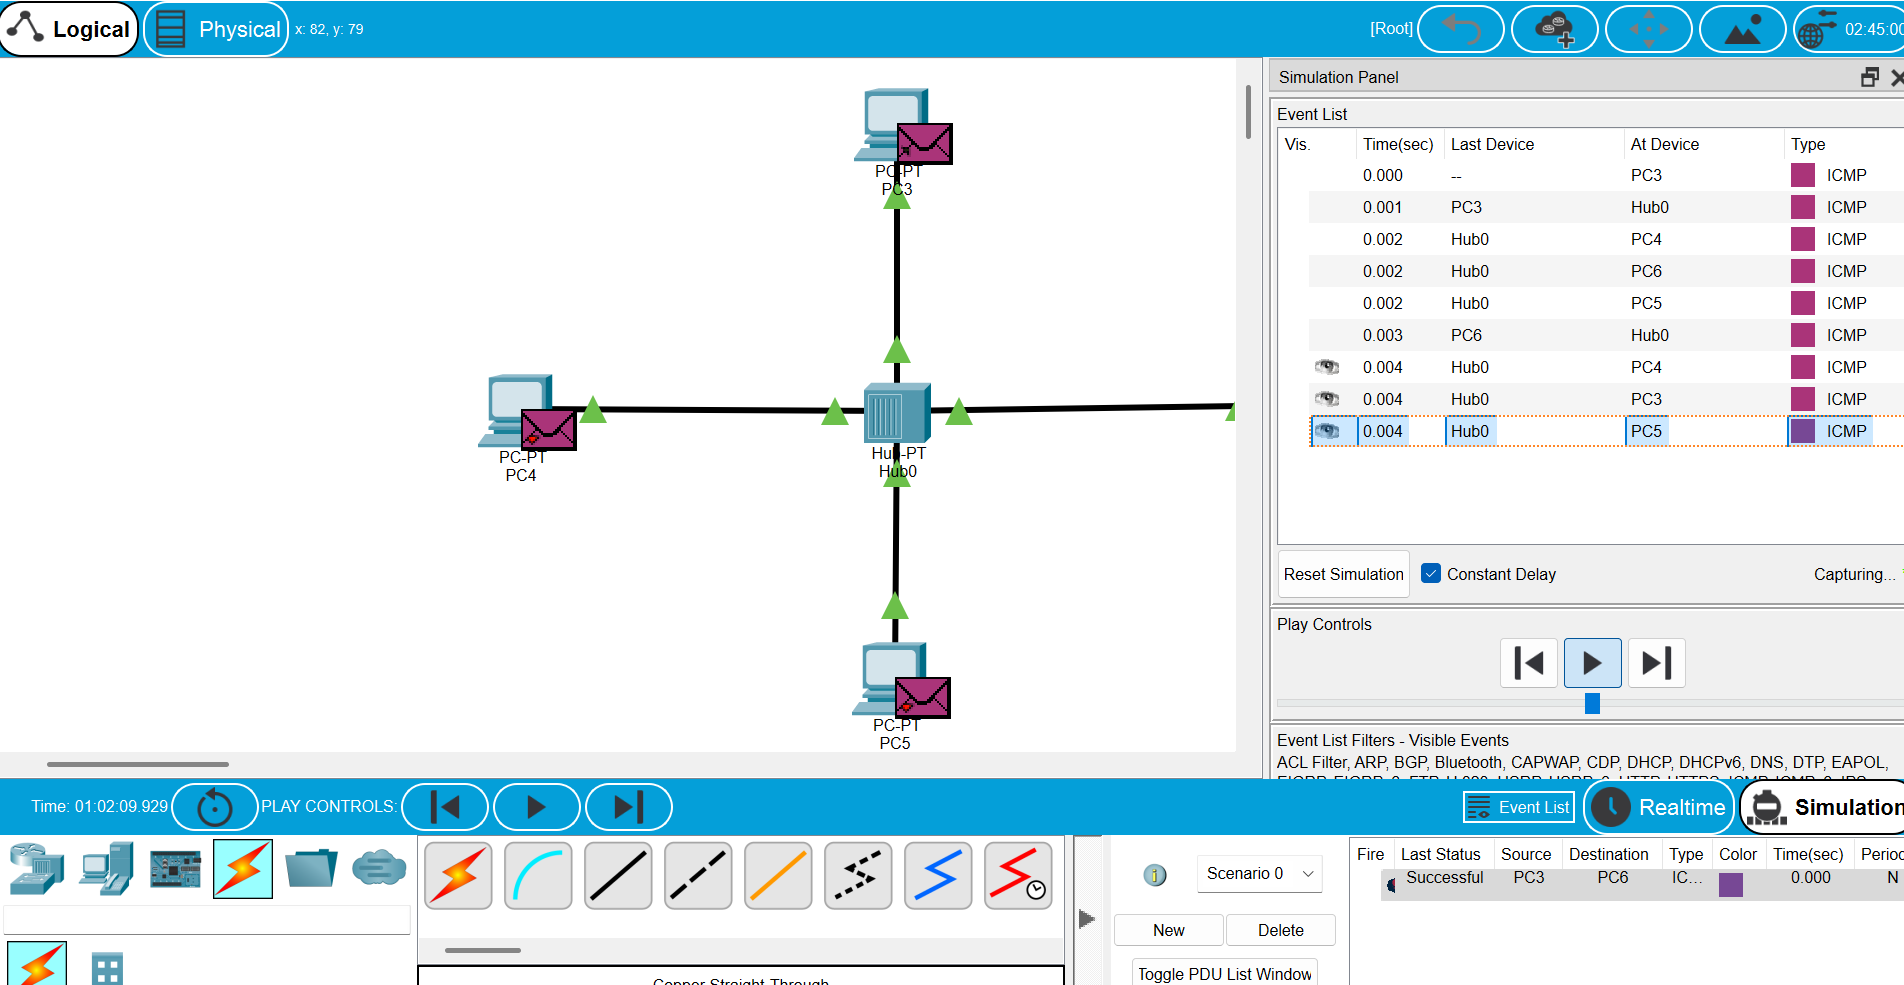 Logical
Physical
x: 82, y: 79
[Root]
02:45:00
PC-PT
PC3
PC-PT
PC4
Hub-PT
Hub0
PC-PT
PC5
Simulation Panel
Event List
Vis. Time(sec) Last Device At Device Type
0.000 -- PC3 ICMP
0.001 PC3 Hub0 ICMP
0.002 Hub0 PC4 ICMP
0.002 Hub0 PC6 ICMP
0.002 Hub0 PC5 ICMP
0.003 PC6 Hub0 ICMP
0.004 Hub0 PC4 ICMP
0.004 Hub0 PC3 ICMP
0.004 Hub0 PC5 ICMP
Reset Simulation Constant Delay Capturing...
Play Controls
Event List Filters - Visible Events
ACL Filter, ARP, BGP, Bluetooth, CAPWAP, CDP, DHCP, DHCPv6, DNS, DTP, EAPOL,
Time: 01:02:09.929 PLAY CONTROLS:
Event List
Realtime
Simulation
Scenario 0
New Delete
Toggle PDU List Window
Fire Last Status Source Destination Type Color Time(sec) Perio
Successful PC3 PC6 IC... 0.000 N
Copper Straight-Through